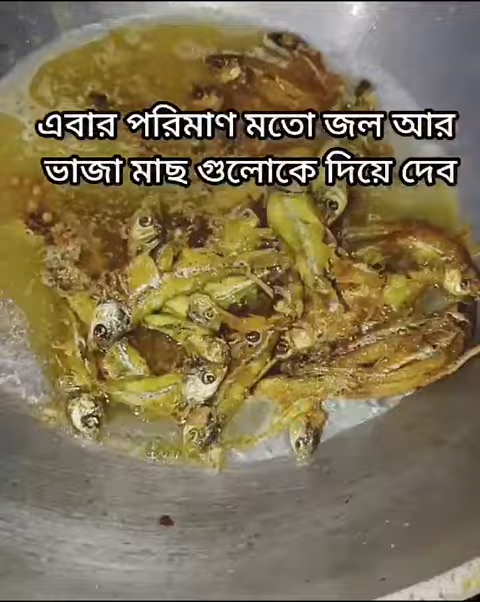 এবার পরিমাণ মতো জল আর
ভাজা মাছ গুলোকে দিয়ে দেব